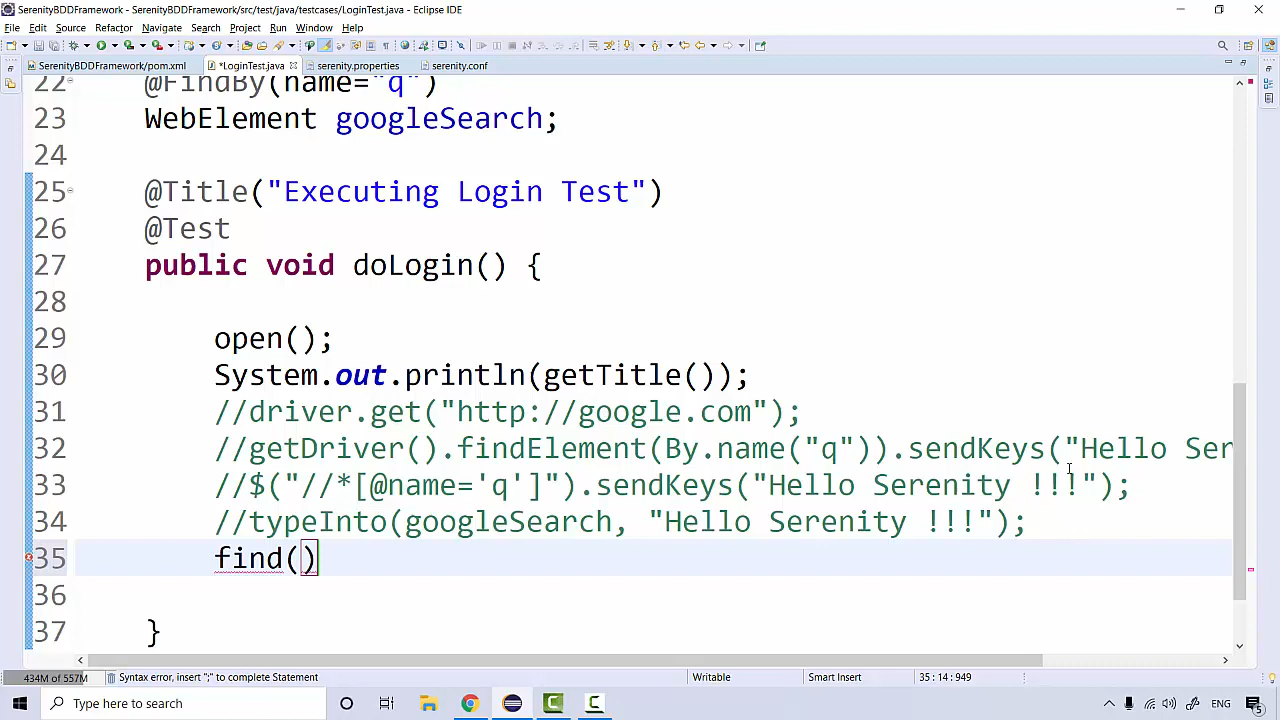 SerenityBDDFramework - SerenityBDDFramework/src/test/java/testcases/LoginTest.java - Eclipse IDE
File Edit Source Refactor Navigate Search Project Run Window Help
SerenityBDDFramework/pom.xml *LoginTest.java serenity.properties serenity.conf
22 @FindBy(name="q")
23 WebElement googleSearch;
24
25 @Title("Executing Login Test")
26 @Test
27 public void doLogin() {
28
29 open();
30 System.out.println(getTitle());
31 //driver.get("http://google.com");
32 //getDriver().findElement(By.name("q")).sendKeys("Hello Ser
33 //$("//*[@name='q']").sendKeys("Hello Serenity !!!");
34 //typeInto(googleSearch, "Hello Serenity !!!");
35 find()
36
37 }
434M of 557M Syntax error, insert ";" to complete Statement Writable Smart Insert 35 : 14 : 949
Type here to search ENG 5